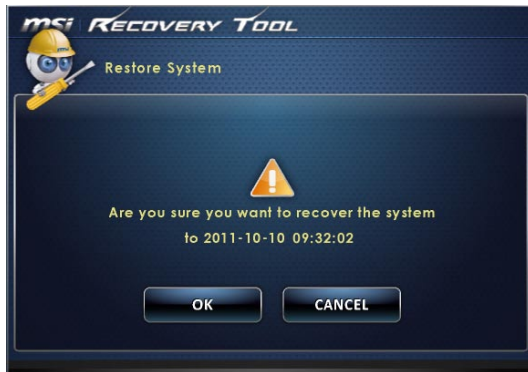 msi RECOVERY TOOL
Restore System
Are you sure you want to recover the system
to 2011-10-10 09:32:02
OK CANCEL